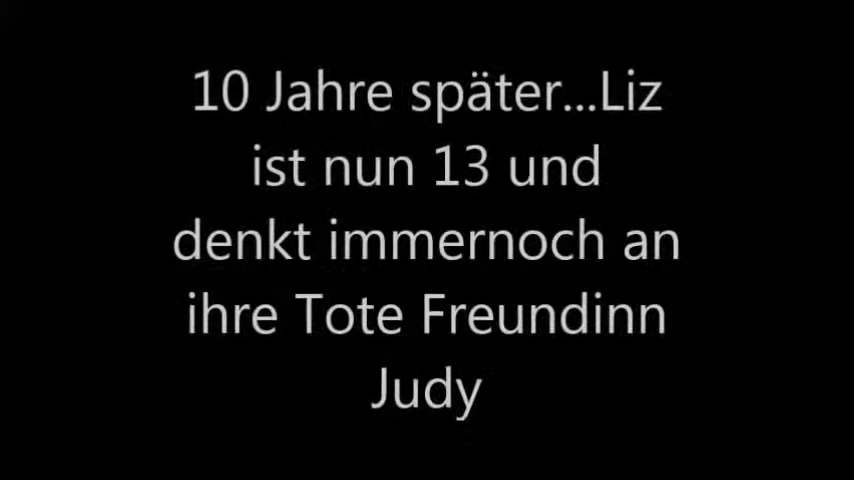 10 Jahre später...Liz
ist nun 13 und
denkt immernoch an
ihre Tote Freundinn
Judy